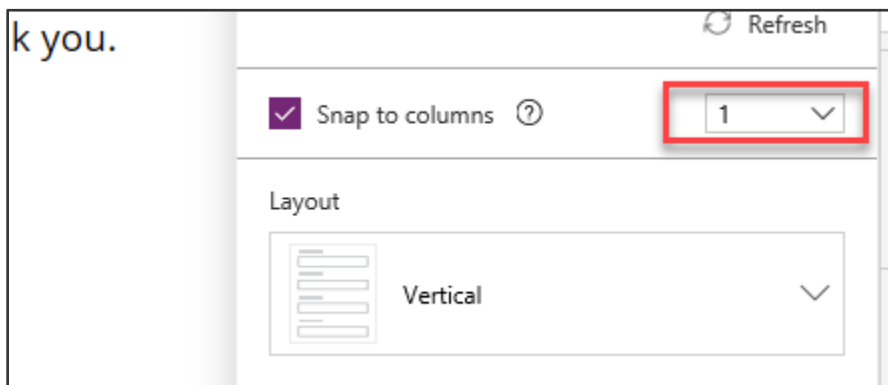 k you.
Refresh
Snap to columns
1
Layout
Vertical